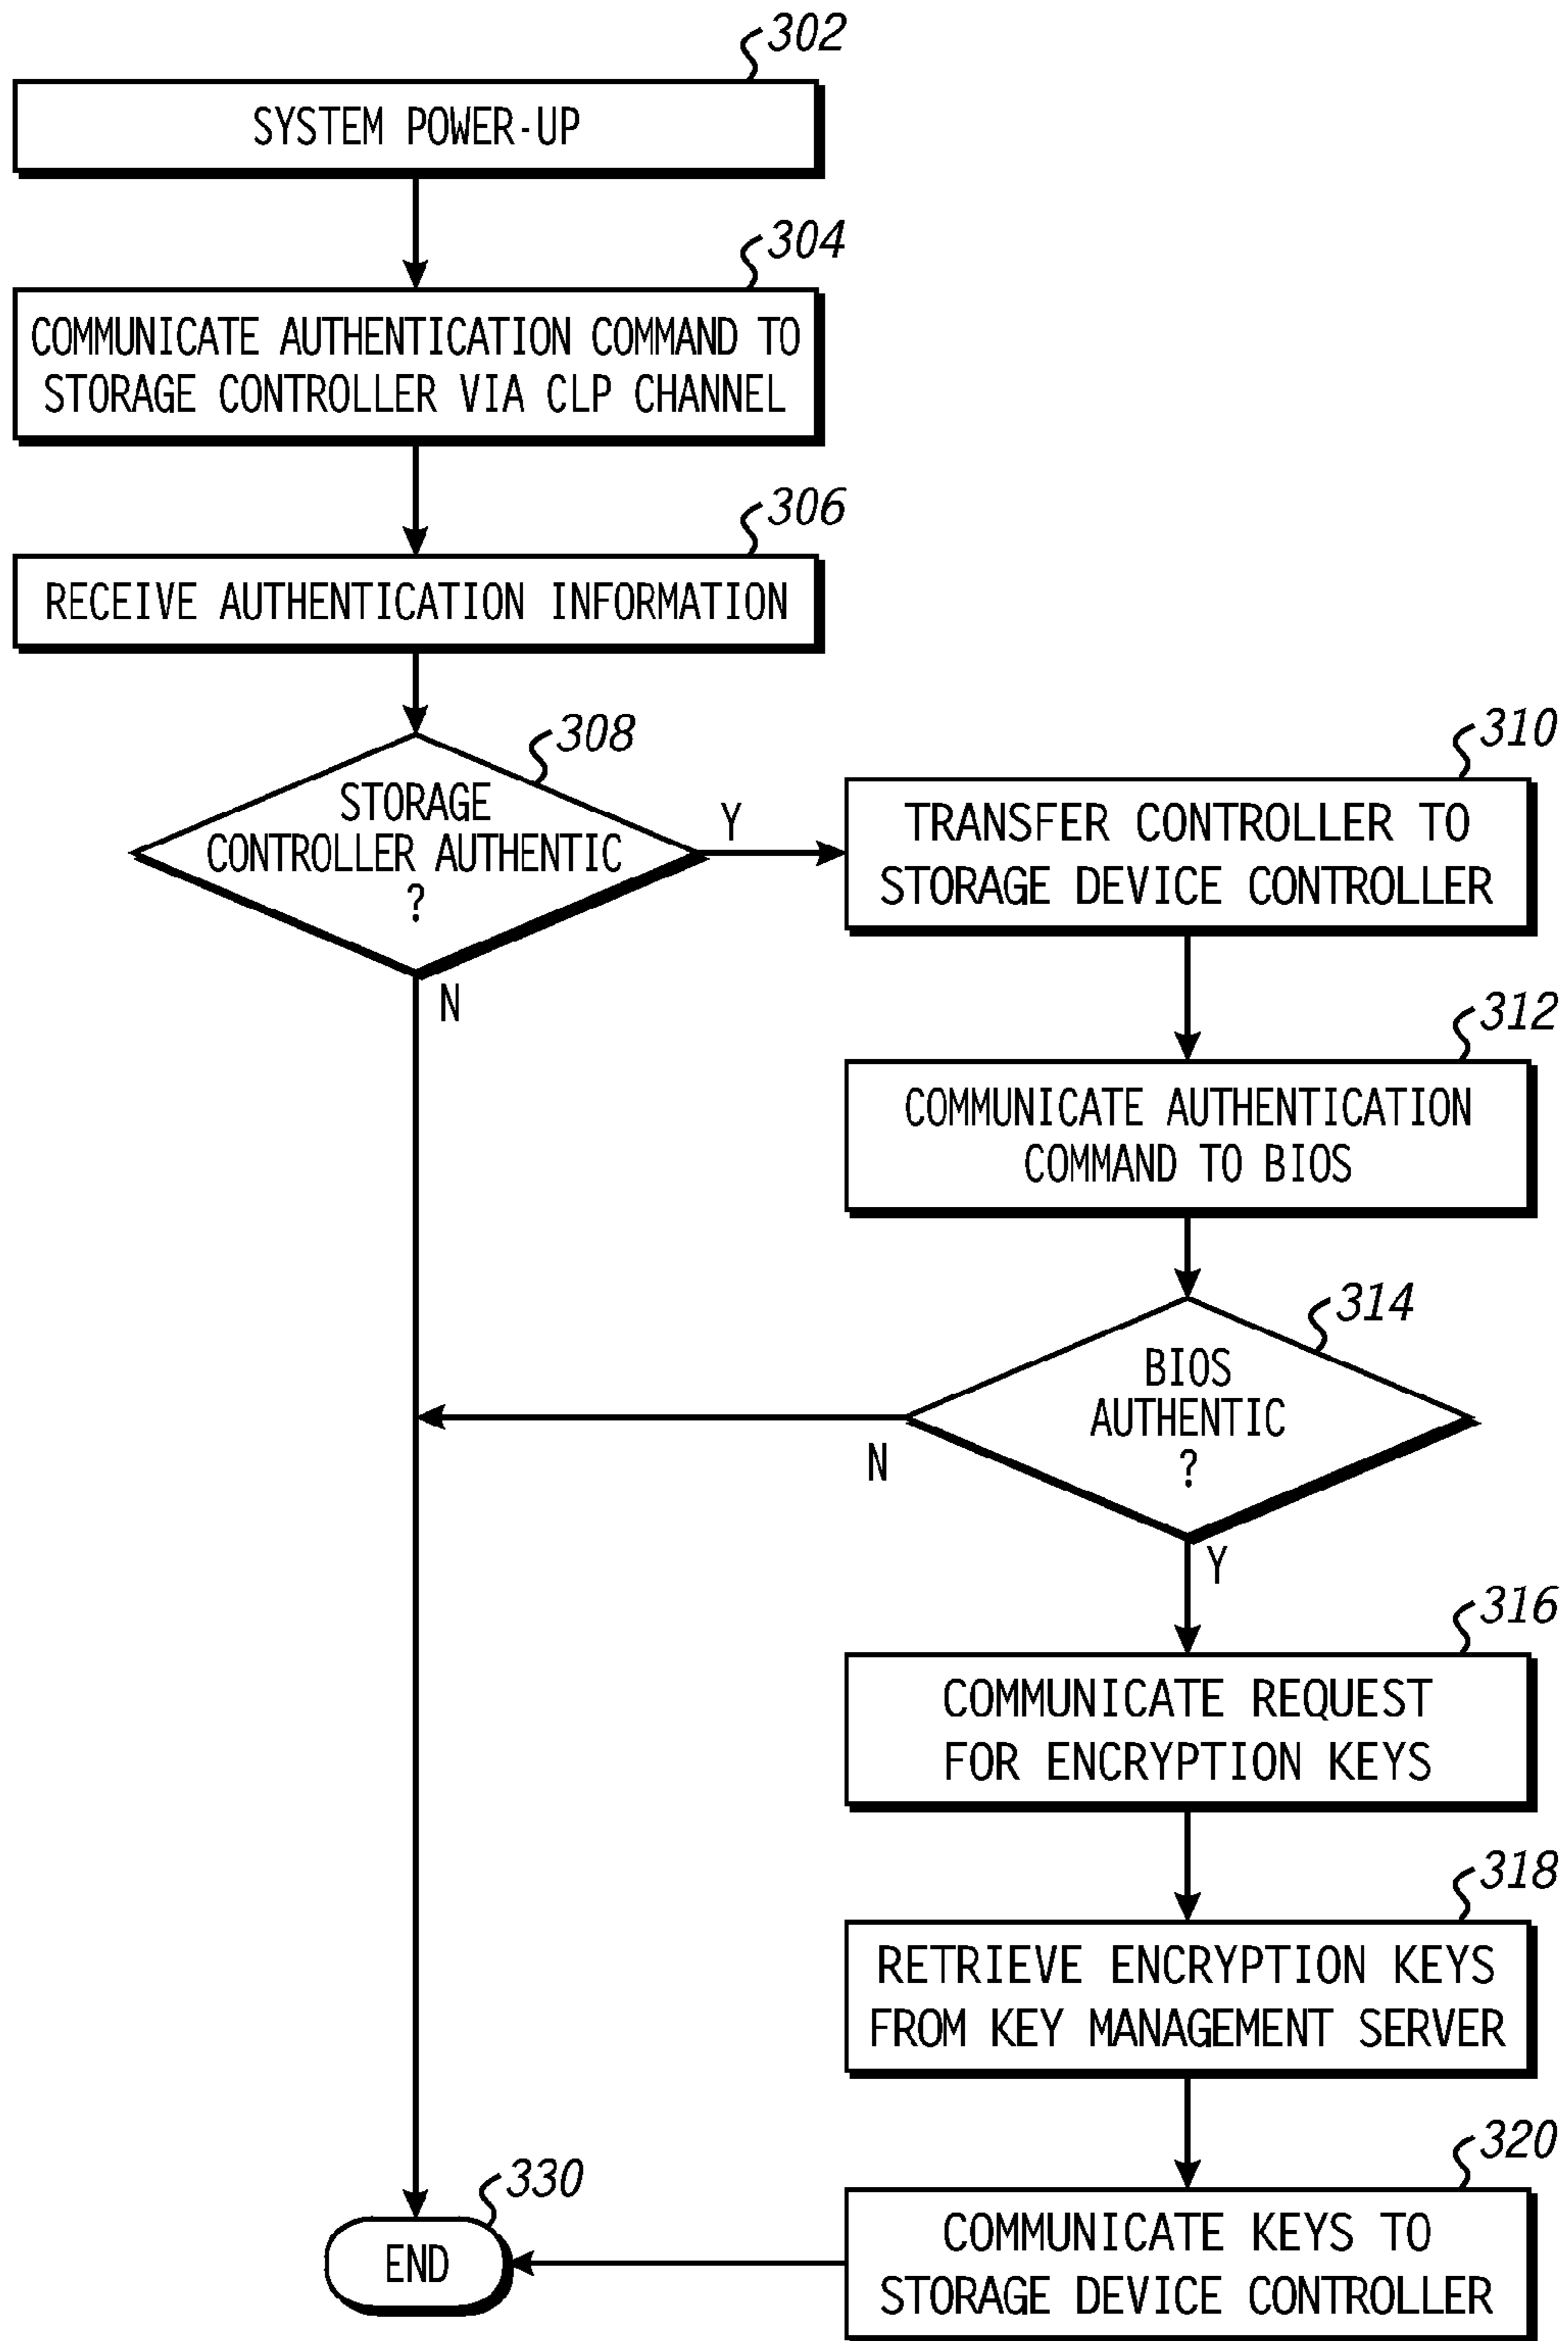 302
SYSTEM POWER-UP
304
COMMUNICATE AUTHENTICATION COMMAND TO
STORAGE CONTROLLER VIA CLP CHANNEL
306
RECEIVE AUTHENTICATION INFORMATION
308
STORAGE
CONTROLLER AUTHENTIC
?
Y
N
310
TRANSFER CONTROLLER TO
STORAGE DEVICE CONTROLLER
312
COMMUNICATE AUTHENTICATION
COMMAND TO BIOS
314
BIOS
AUTHENTIC
?
N
Y
316
COMMUNICATE REQUEST
FOR ENCRYPTION KEYS
318
RETRIEVE ENCRYPTION KEYS
FROM KEY MANAGEMENT SERVER
320
COMMUNICATE KEYS TO
STORAGE DEVICE CONTROLLER
330
END